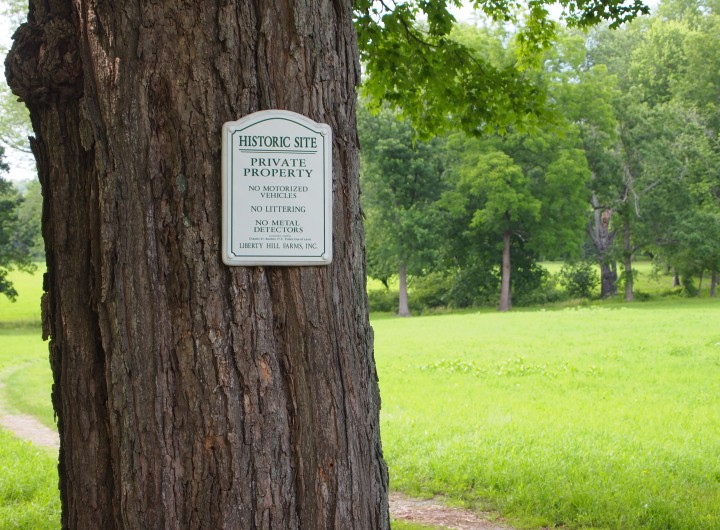 HISTORIC SITE
PRIVATE
PROPERTY
NO MOTORIZED
VEHICLES
NO LITTERING
NO METAL
DETECTORS
LIBERTY HILL FARMS, INC.